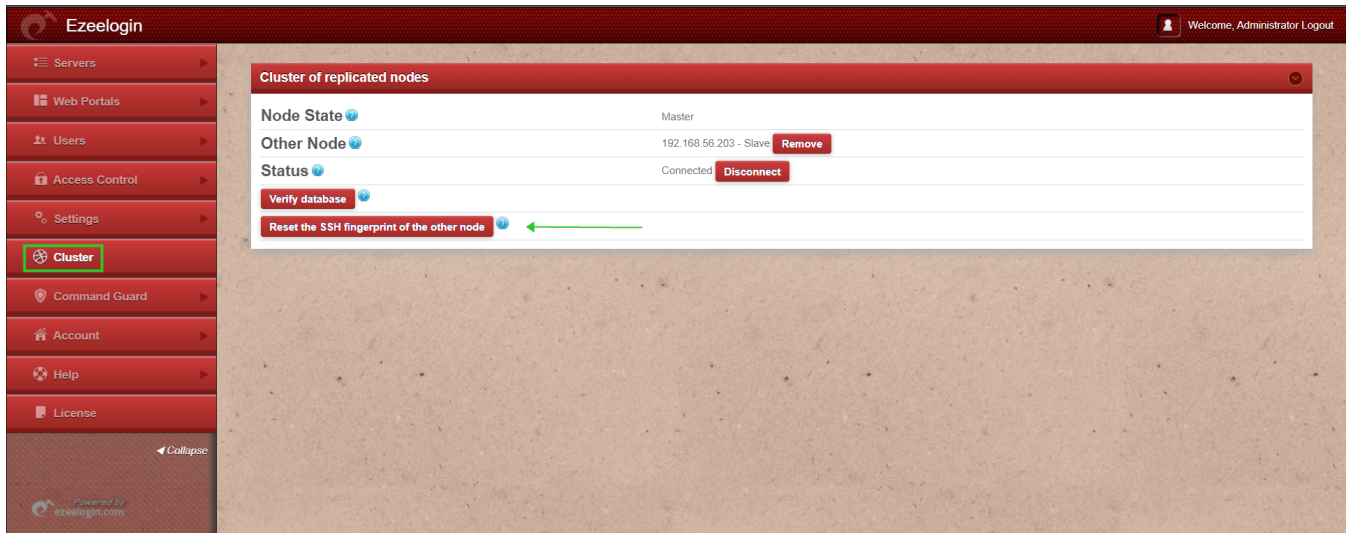 Ezeelogin
Welcome, Administrator Logout
Servers
Web Portals
Users
Access Control
Settings
Cluster
Command Guard
Account
Help
License
Collapse
Powered by
ezeelogin.com
Cluster of replicated nodes
Node State
Master
Other Node
192.168.56.203 - Slave Remove
Status
Connected Disconnect
Verify database
Reset the SSH fingerprint of the other node